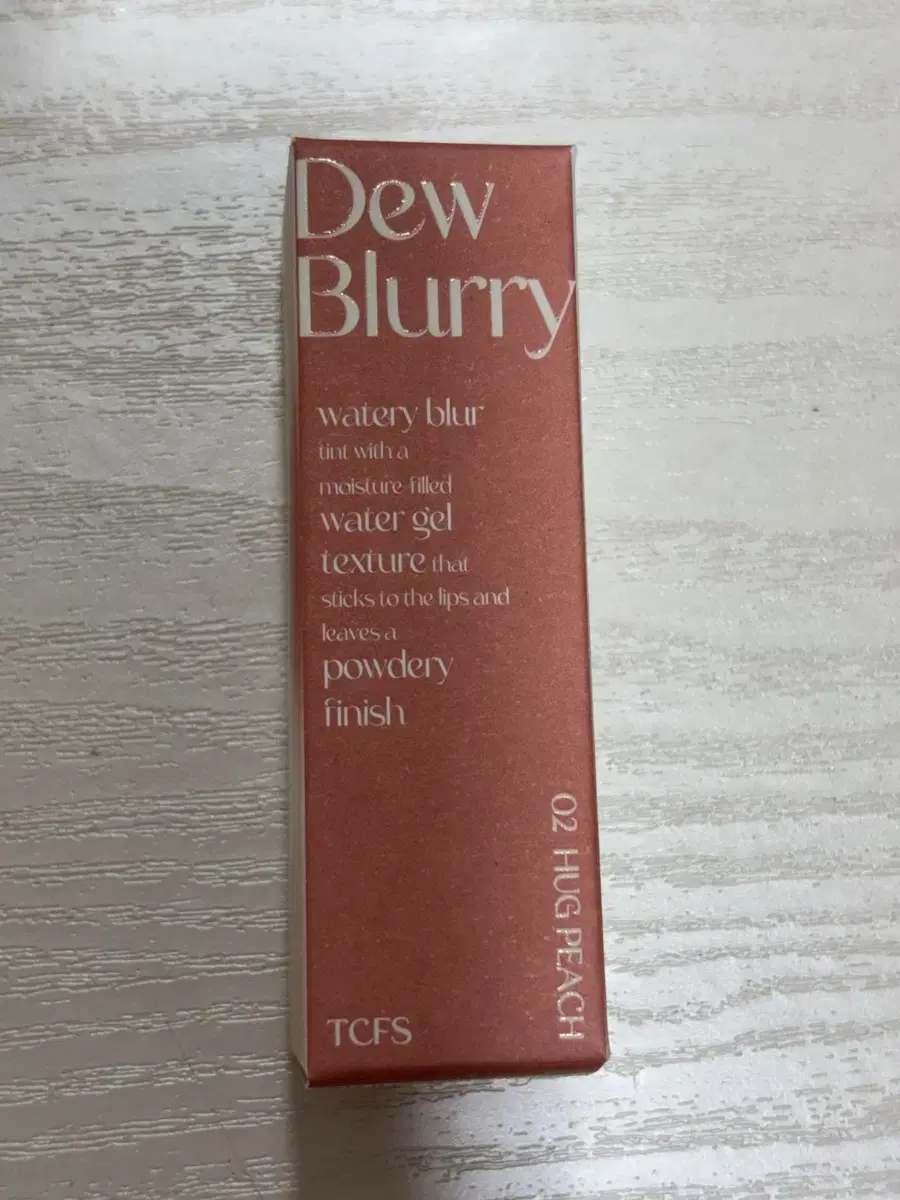 Dew
Blurry
watery blur
tint with a
moisture-filled
water gel
texture that
sticks to the lips and
leaves a
powdery
finish
02 HUG PEACH
TCFS